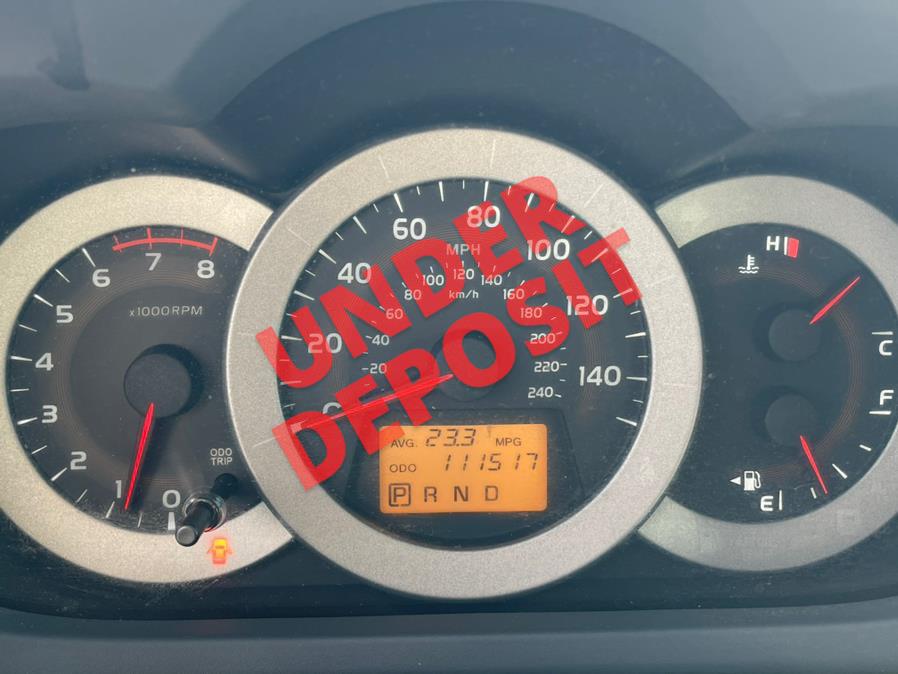 UNDER
DEPOSIT
0 1 2 3 4 5 6 7 8
x1000RPM
ODO
TRIP
0 20 40 60 80 100 120 140
MPH
20 40 60 80 100 120 140 160 180 200 220 240
km/h
AVG. 23.3 MPG
ODO 111517
P R N D
H
C
F
E